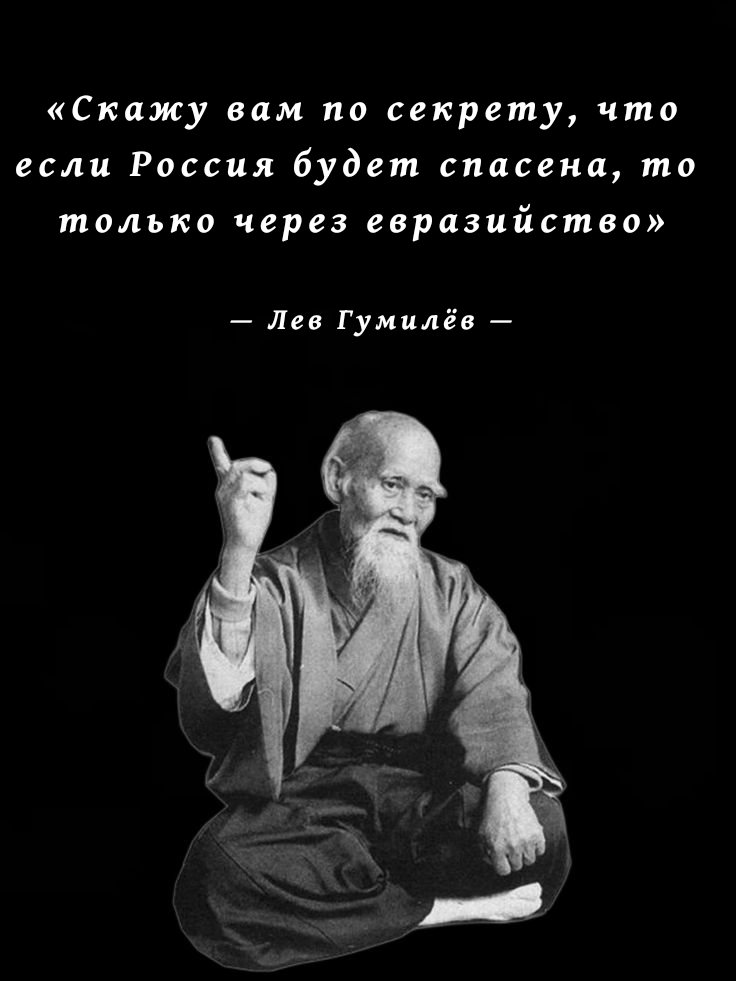 «Скажу вам по секрету, что
если Россия будет спасена, то
только через евразийство»
— Лев Гумилёв —